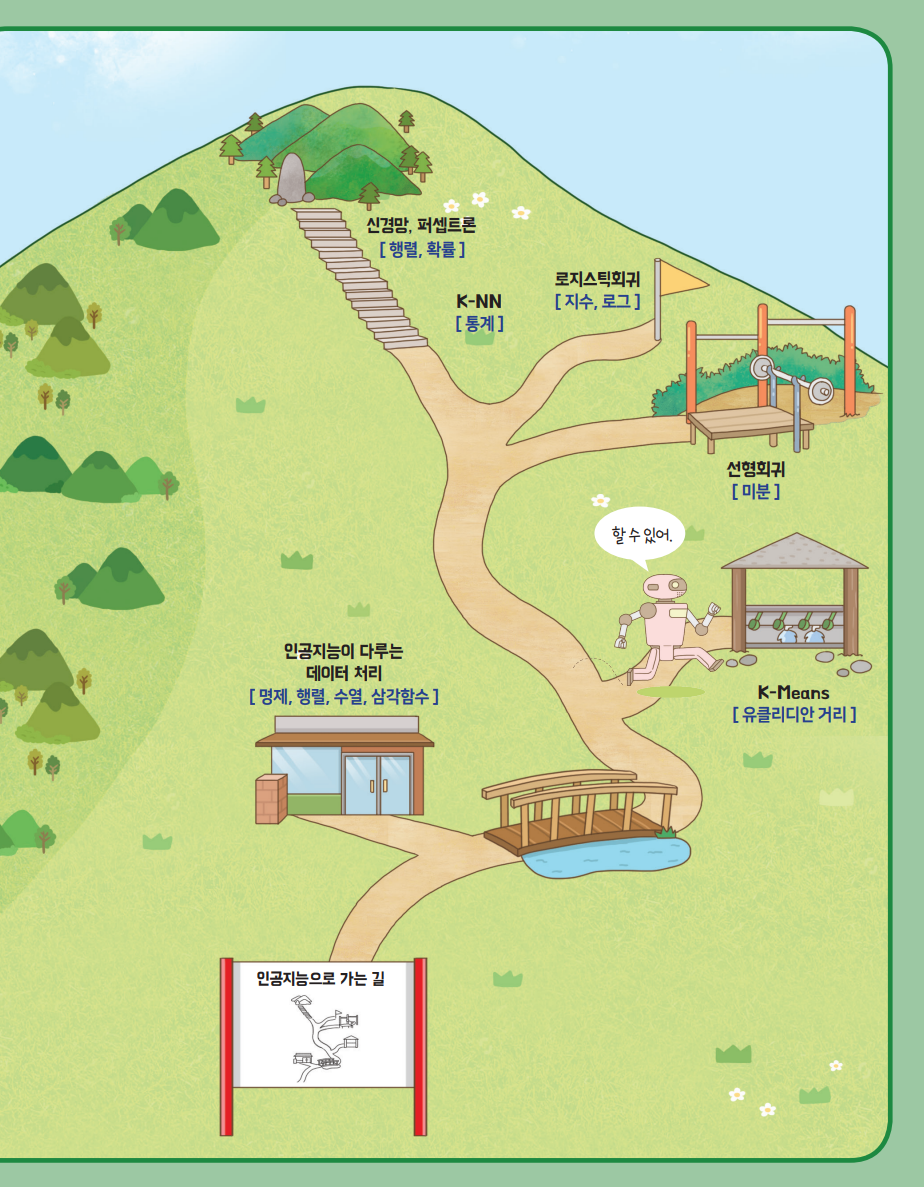 신경망, 퍼셉트론
[ 행렬, 확률 ]
로지스틱회귀
[ 지수, 로그 ]
K-NN
[ 통계 ]
선형회귀
[ 미분 ]
할 수 있어.
인공지능이 다루는
데이터 처리
[ 명제, 행렬, 수열, 삼각함수 ]
K-Means
[ 유클리디안 거리 ]
인공지능으로 가는 길